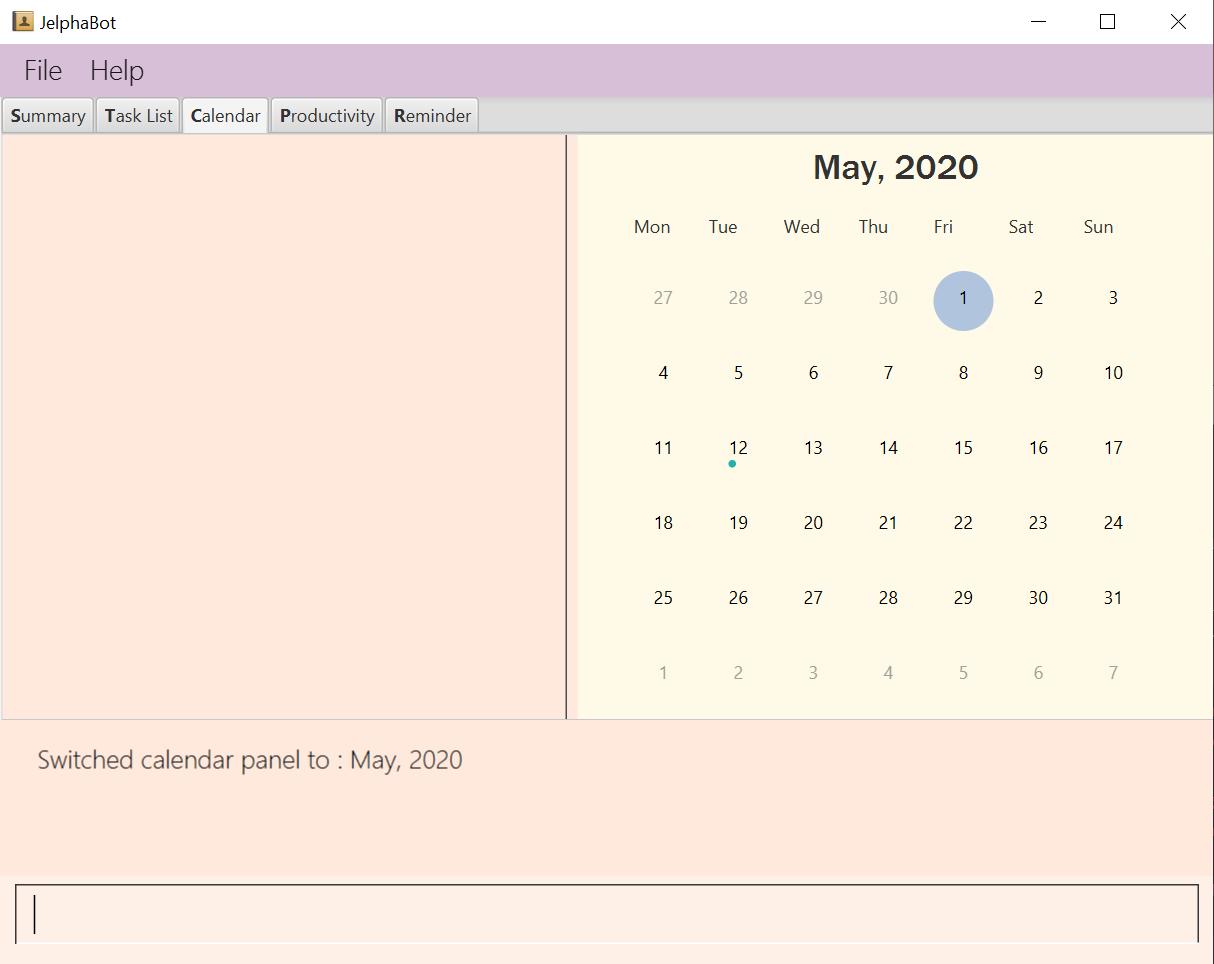 JelphaBot
File Help
Summary Task List Calendar Productivity Reminder
May, 2020
Mon Tue Wed Thu Fri Sat Sun
27 28 29 30 1 2 3
4 5 6 7 8 9 10
11 12 13 14 15 16 17
18 19 20 21 22 23 24
25 26 27 28 29 30 31
1 2 3 4 5 6 7
Switched calendar panel to : May, 2020